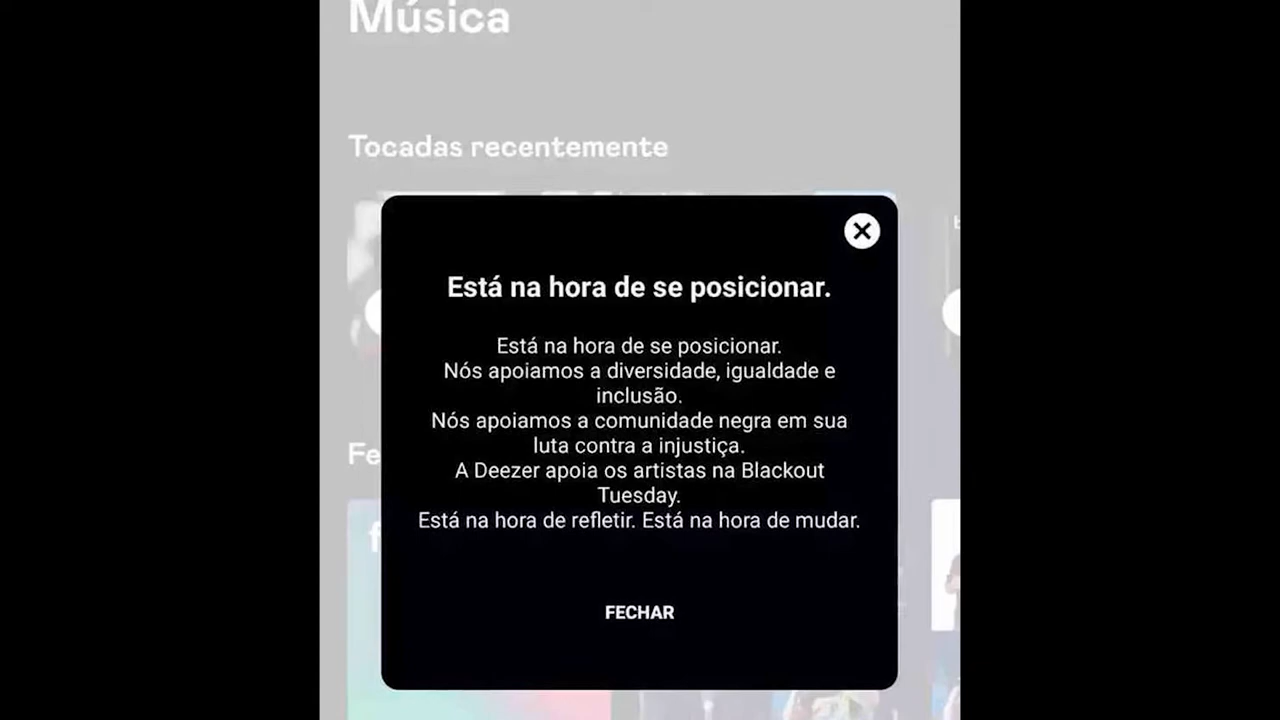 Música
Tocadas recentemente
Está na hora de se posicionar.
Está na hora de se posicionar.
Nós apoiamos a diversidade, igualdade e
inclusão.
Nós apoiamos a comunidade negra em sua
luta contra a injustiça.
A Deezer apoia os artistas na Blackout
Tuesday.
Está na hora de refletir. Está na hora de mudar.
Fe
FECHAR